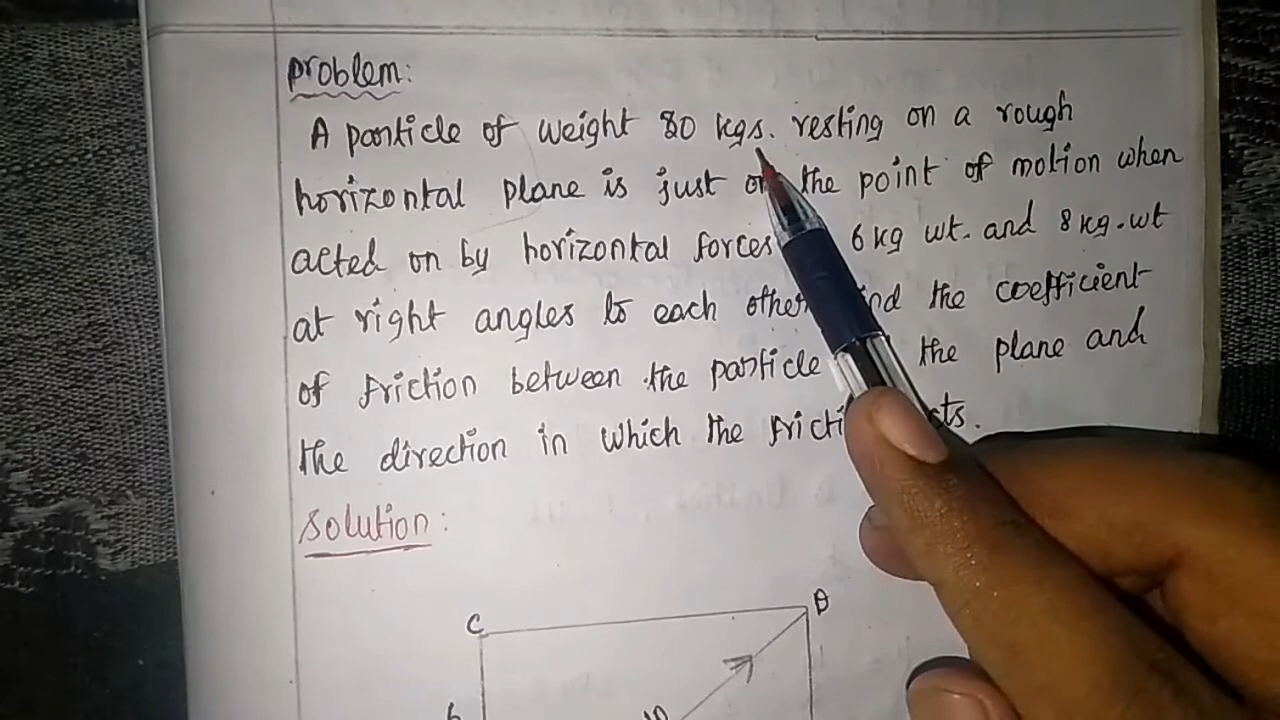 Problem:
A particle of weight 80 kgs. resting on a rough
horizontal plane is just on the point of motion when
acted on by horizontal forces 6 kg wt. and 8 kg.wt
at right angles to each other the coefficient
of friction between the particle the plane and
the direction in which the
Solution:
C B
10